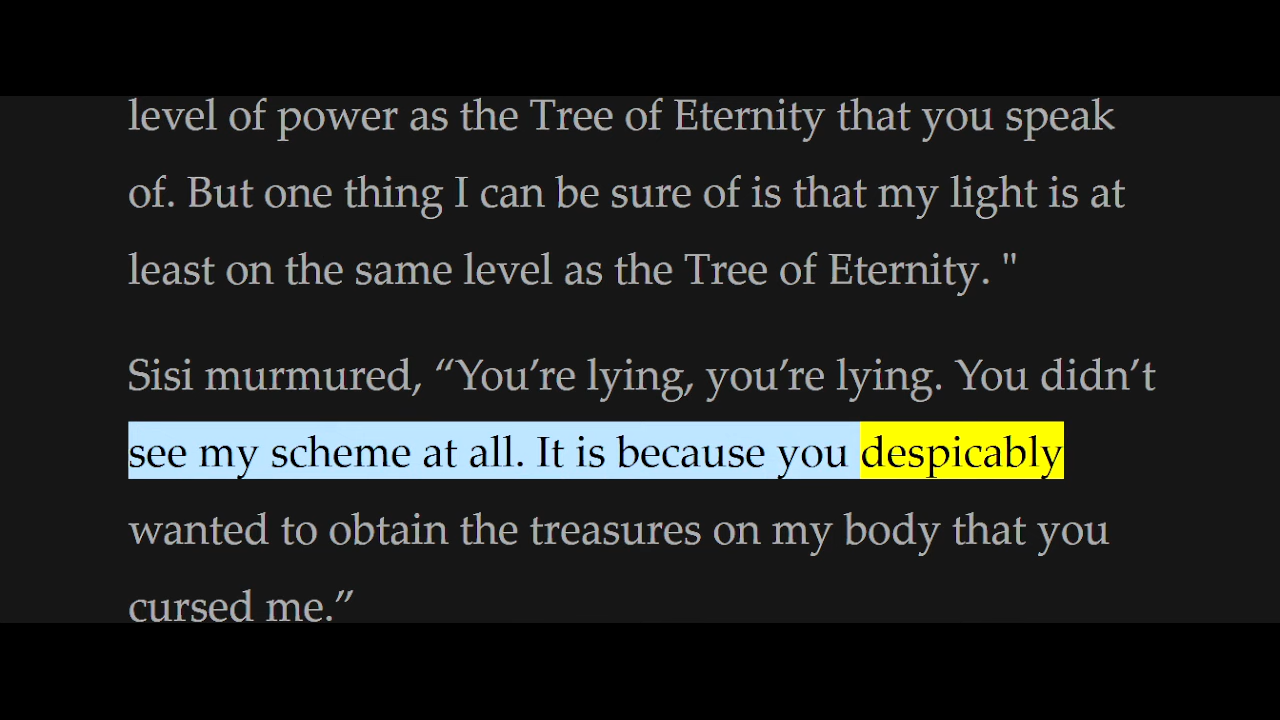 level of power as the Tree of Eternity that you speak
of. But one thing I can be sure of is that my light is at
least on the same level as the Tree of Eternity. "
Sisi murmured, “You’re lying, you’re lying. You didn’t
see my scheme at all. It is because you despicably
wanted to obtain the treasures on my body that you
cursed me.”